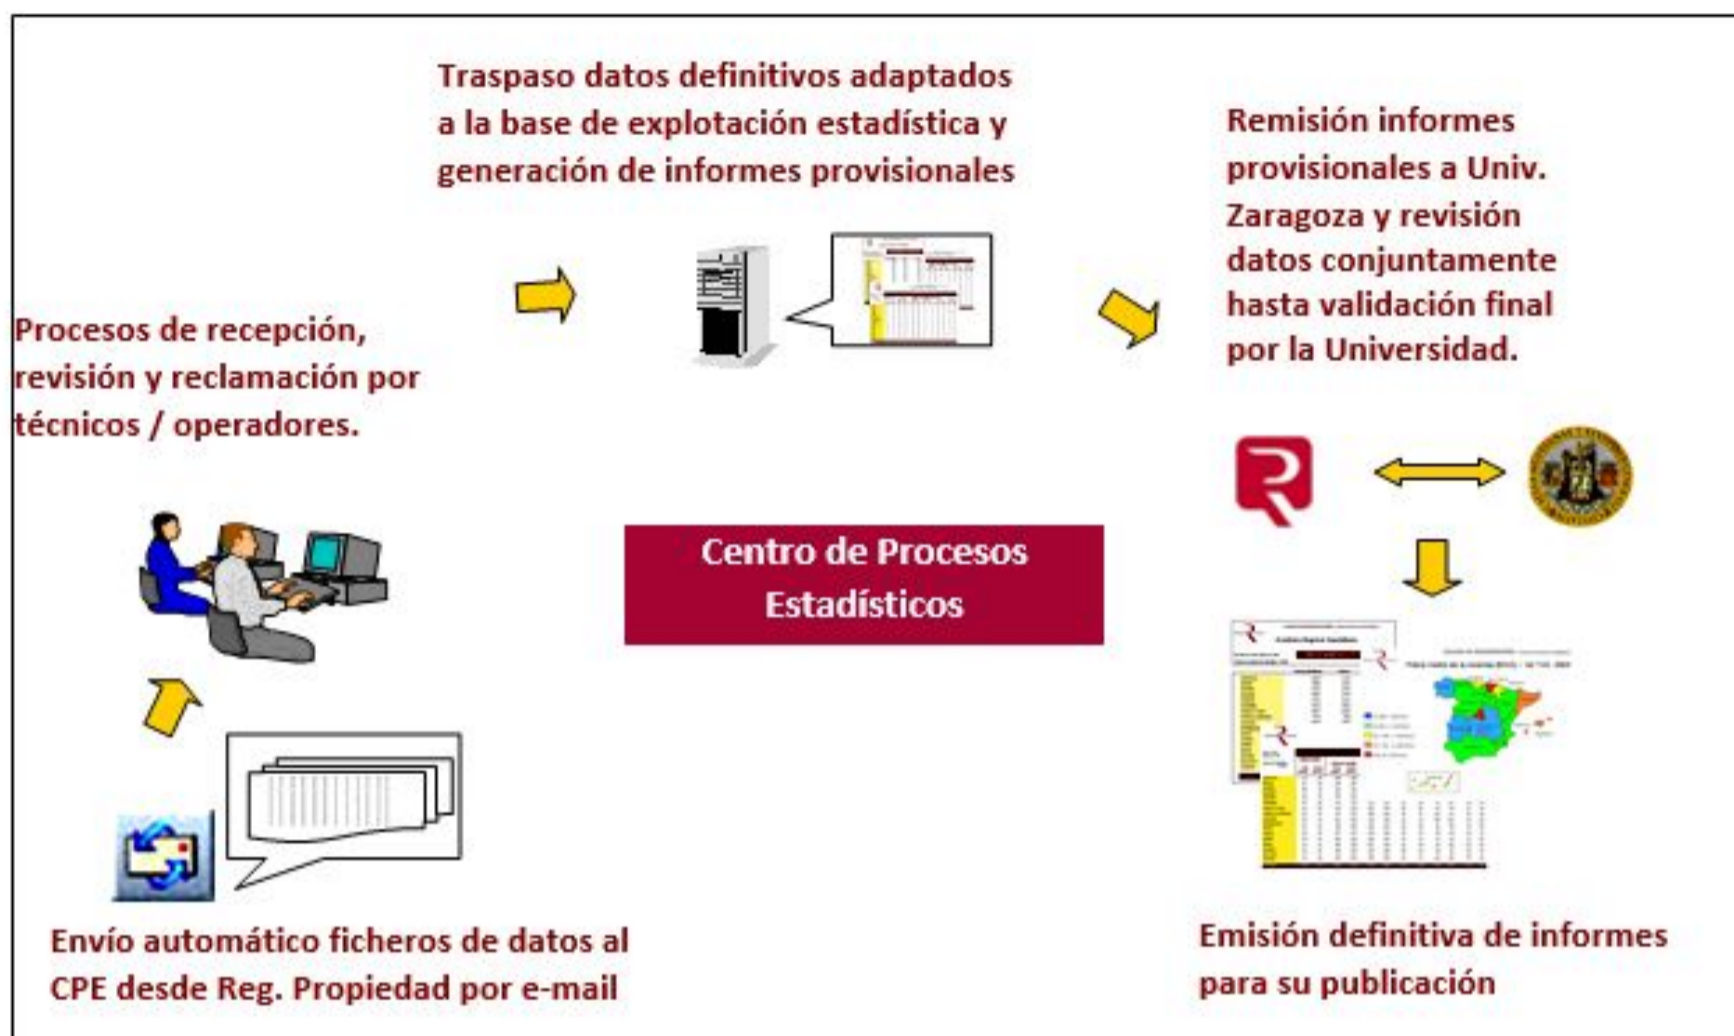 Traspaso datos definitivos adaptados
a la base de explotación estadística y
generación de informes provisionales
Remisión informes
provisionales a Univ.
Zaragoza y revisión
datos conjuntamente
hasta validación final
por la Universidad.
Procesos de recepción,
revisión y reclamación por
técnicos / operadores.
Centro de Procesos
Estadísticos
Envío automático ficheros de datos al
CPE desde Reg. Propiedad por e-mail
Emisión definitiva de informes
para su publicación